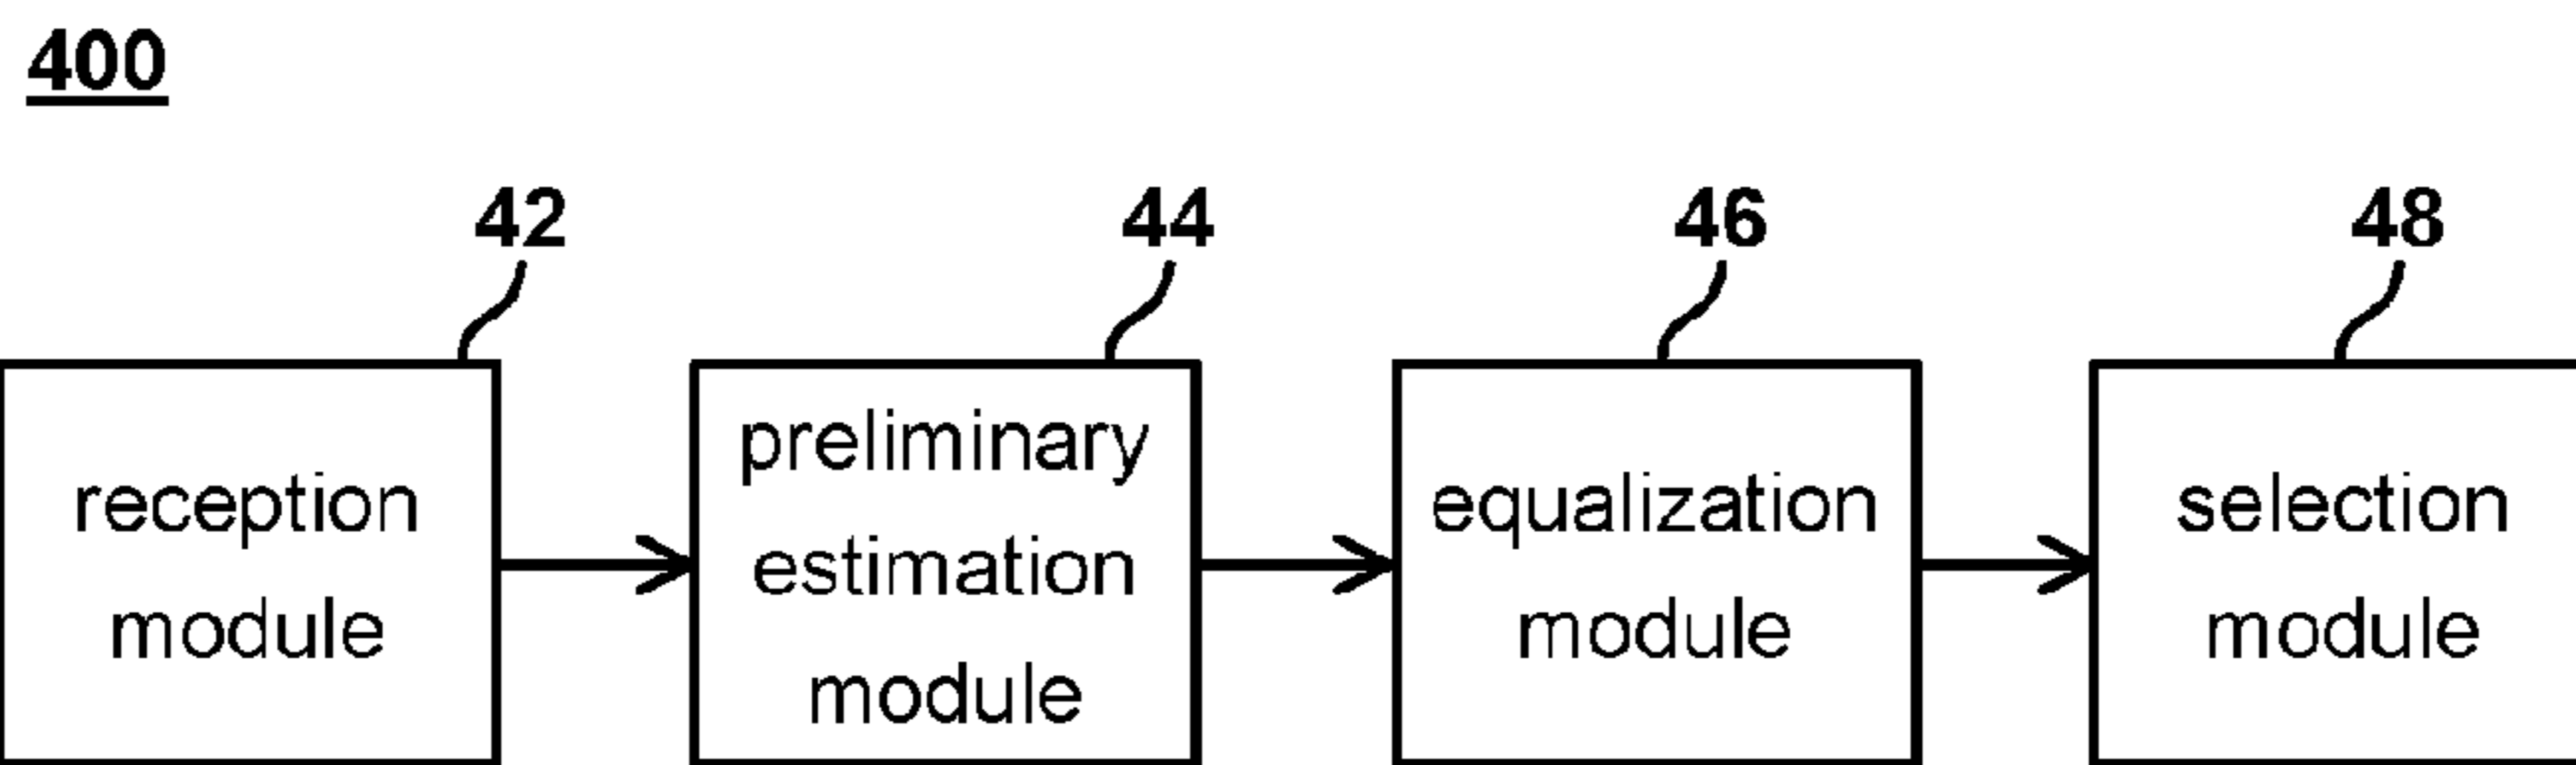 400
42
44
46
48
reception
module
preliminary
estimation
module
equalization
module
selection
module